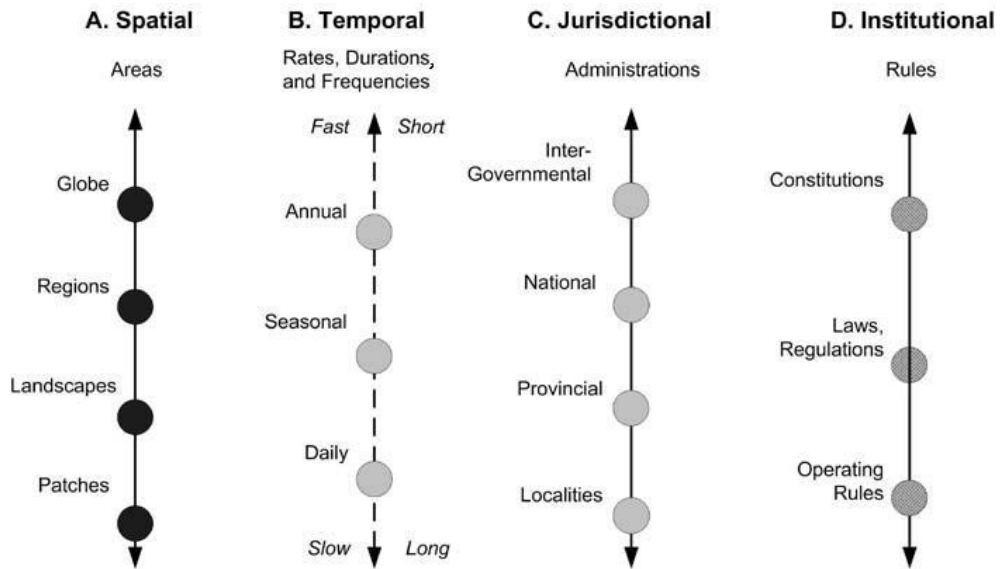 A. Spatial
Areas
Globe
Regions
Landscapes
Patches
B. Temporal
Rates, Durations,
and Frequencies
Fast Short
Annual
Seasonal
Daily
Slow Long
C. Jurisdictional
Administrations
Inter-
Governmental
National
Provincial
Localities
D. Institutional
Rules
Constitutions
Laws,
Regulations
Operating
Rules